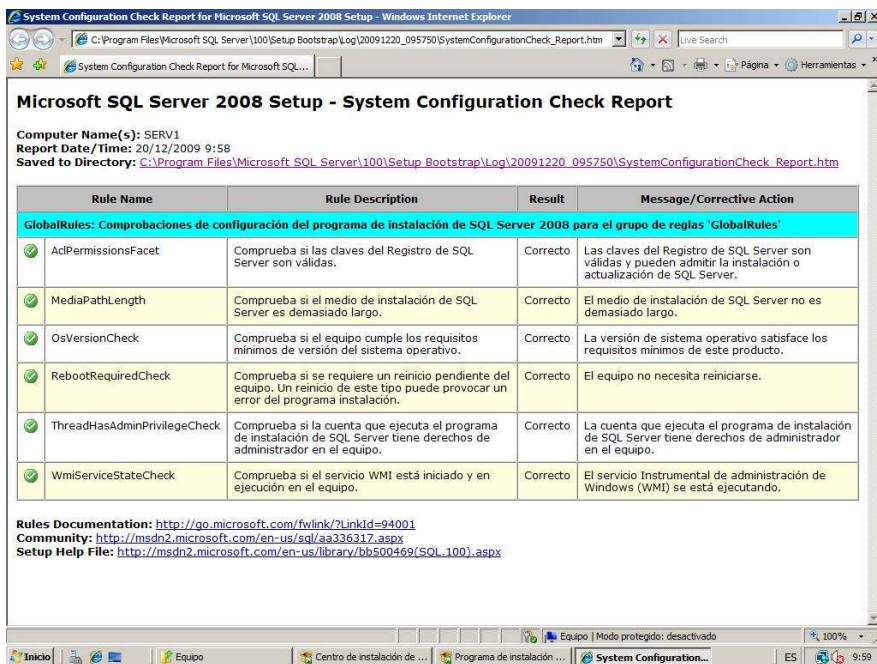 System Configuration Check Report for Microsoft SQL Server 2008 Setup - Windows Internet Explorer
C:\Program Files\Microsoft SQL Server\100\Setup Bootstrap\Log\20091220_095750\SystemConfigurationCheck_Report.htm
Live Search
System Configuration Check Report for Microsoft SQL...
Página
Herramientas
Microsoft SQL Server 2008 Setup - System Configuration Check Report
Computer Name(s): SERV1
Report Date/Time: 20/12/2009 9:58
Saved to Directory: C:\Program Files\Microsoft SQL Server\100\Setup Bootstrap\Log\20091220_095750\SystemConfigurationCheck_Report.htm
Rule Name Rule Description Result Message/Corrective Action
GlobalRules: Comprobaciones de configuración del programa de instalación de SQL Server 2008 para el grupo de reglas 'GlobalRules'
AclPermissionsFacet
Comprueba si las claves del Registro de SQL
Server son válidas.
Correcto
Las claves del Registro de SQL Server son
válidas y pueden admitir la instalación o
actualización de SQL Server.
MediaPathLength
Comprueba si el medio de instalación de SQL
Server es demasiado largo.
Correcto
El medio de instalación de SQL Server no es
demasiado largo.
OsVersionCheck
Comprueba si el equipo cumple los requisitos
mínimos de versión del sistema operativo.
Correcto
La versión de sistema operativo satisface los
requisitos mínimos de este producto.
RebootRequiredCheck
Comprueba si se requiere un reinicio pendiente del
equipo. Un reinicio de este tipo puede provocar un
error del programa instalación.
Correcto
El equipo no necesita reiniciarse.
ThreadHasAdminPrivilegeCheck
Comprueba si la cuenta que ejecuta el programa
de instalación de SQL Server tiene derechos de
administrador en el equipo.
Correcto
La cuenta que ejecuta el programa de instalación
de SQL Server tiene derechos de administrador
en el equipo.
WmiServiceStateCheck
Comprueba si el servicio WMI está iniciado y en
ejecución en el equipo.
Correcto
El servicio Instrumental de administración de
Windows (WMI) se está ejecutando.
Rules Documentation: http://go.microsoft.com/fwlink/?LinkId=94001
Community: http://msdn2.microsoft.com/en-us/sql/aa336317.aspx
Setup Help File: http://msdn2.microsoft.com/en-us/library/bb500469(SQL.100).aspx
Equipo | Modo protegido: desactivado
100%
Inicio
Equipo
Centro de instalación de ...
Programa de instalación ...
System Configuration...
ES
9:59